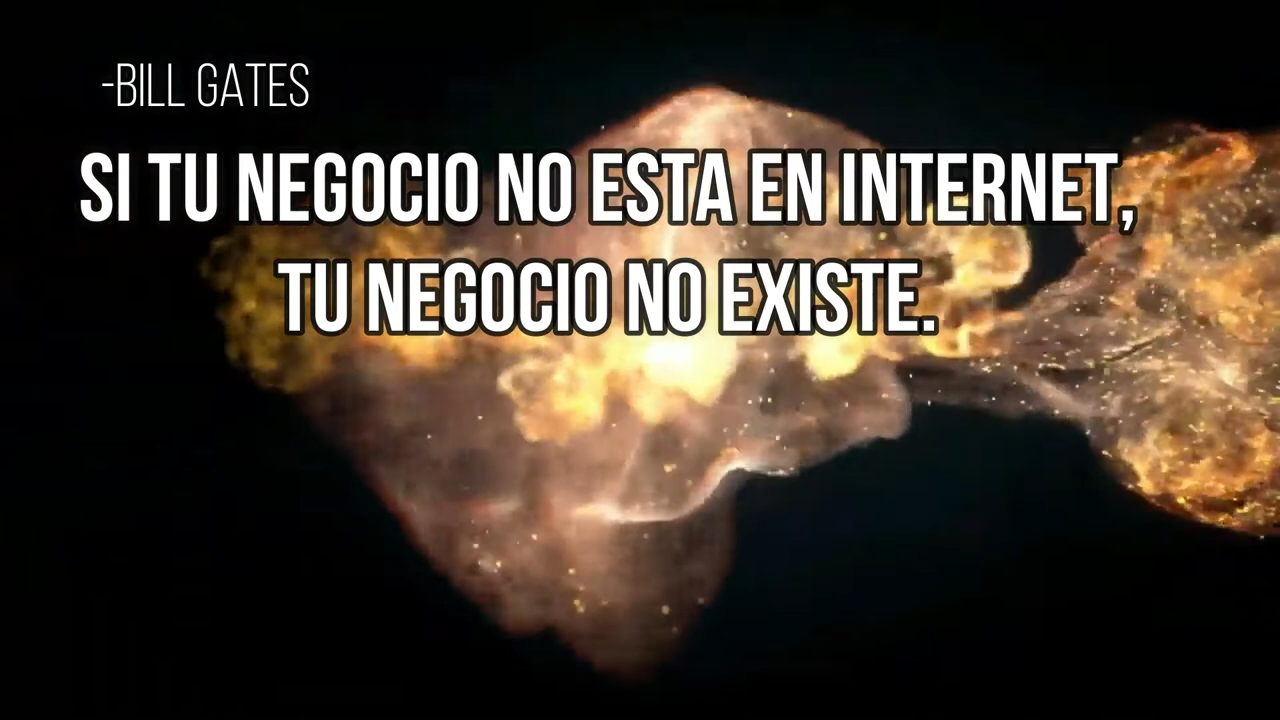 -BILL GATES
SI TU NEGOCIO NO ESTA EN INTERNET,
TU NEGOCIO NO EXISTE.